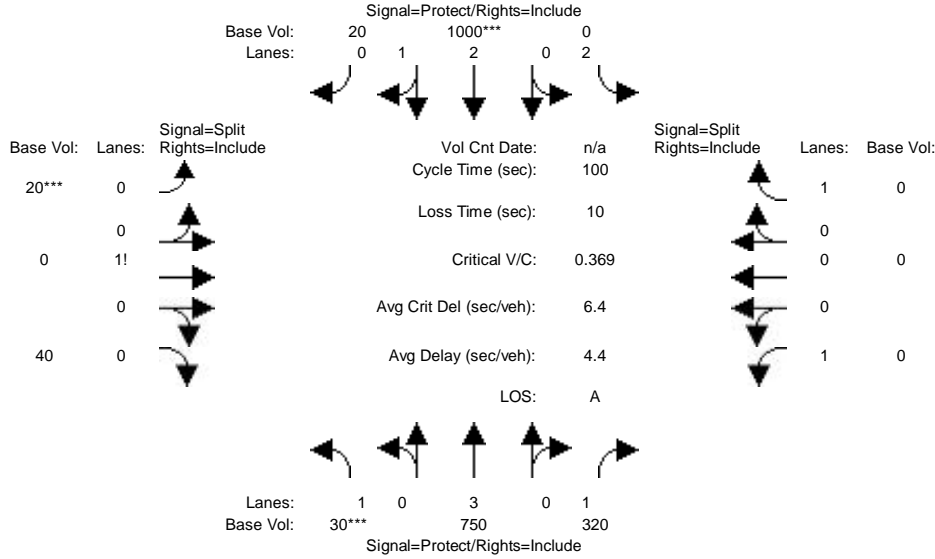 Signal=Protect/Rights=Include
Base Vol: 20 1000*** 0
Lanes: 0 1 2 0 2
Signal=Split
Rights=Include
Signal=Split
Rights=Include
Base Vol: Lanes:
Vol Cnt Date: n/a
Lanes: Base Vol:
Cycle Time (sec): 100
20*** 0
1 0
Loss Time (sec): 10
0
0
0 1!
Critical V/C: 0.369
0 0
0
Avg Crit Del (sec/veh): 6.4
0
40 0
Avg Delay (sec/veh): 4.4
1 0
LOS: A
Lanes: 1 0 3 0 1
Base Vol: 30*** 750 320
Signal=Protect/Rights=Include